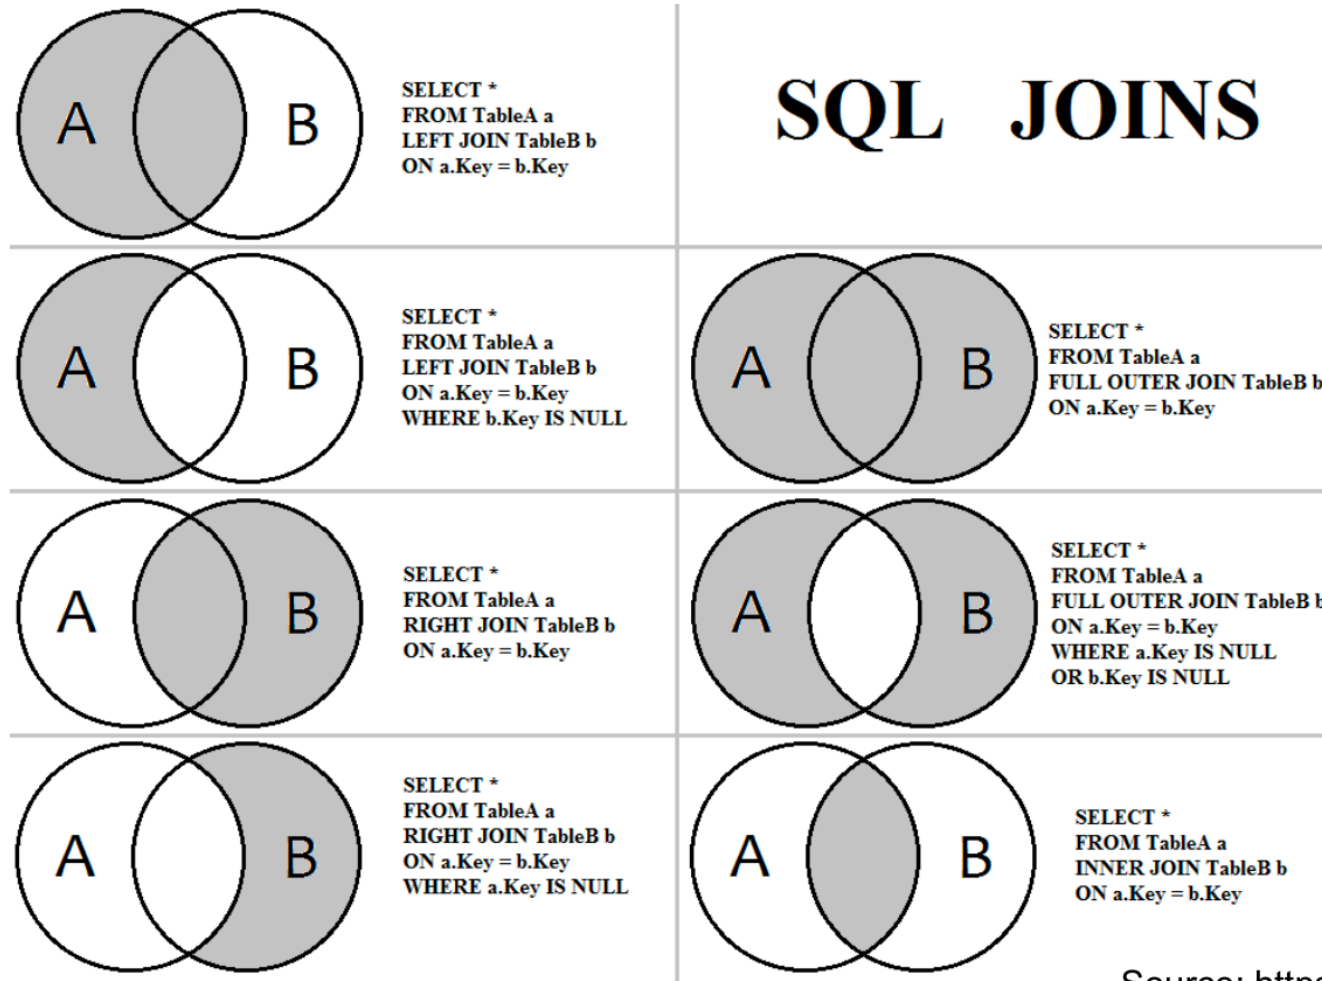 A B
SELECT *
FROM TableA a
LEFT JOIN TableB b
ON a.Key = b.Key
SQL JOINS
A B
SELECT *
FROM TableA a
LEFT JOIN TableB b
ON a.Key = b.Key
WHERE b.Key IS NULL
A B
SELECT *
FROM TableA a
FULL OUTER JOIN TableB b
ON a.Key = b.Key
A B
SELECT *
FROM TableA a
RIGHT JOIN TableB b
ON a.Key = b.Key
A B
SELECT *
FROM TableA a
FULL OUTER JOIN TableB b
ON a.Key = b.Key
WHERE a.Key IS NULL
OR b.Key IS NULL
A B
SELECT *
FROM TableA a
RIGHT JOIN TableB b
ON a.Key = b.Key
WHERE a.Key IS NULL
A B
SELECT *
FROM TableA a
INNER JOIN TableB b
ON a.Key = b.Key
Source: https